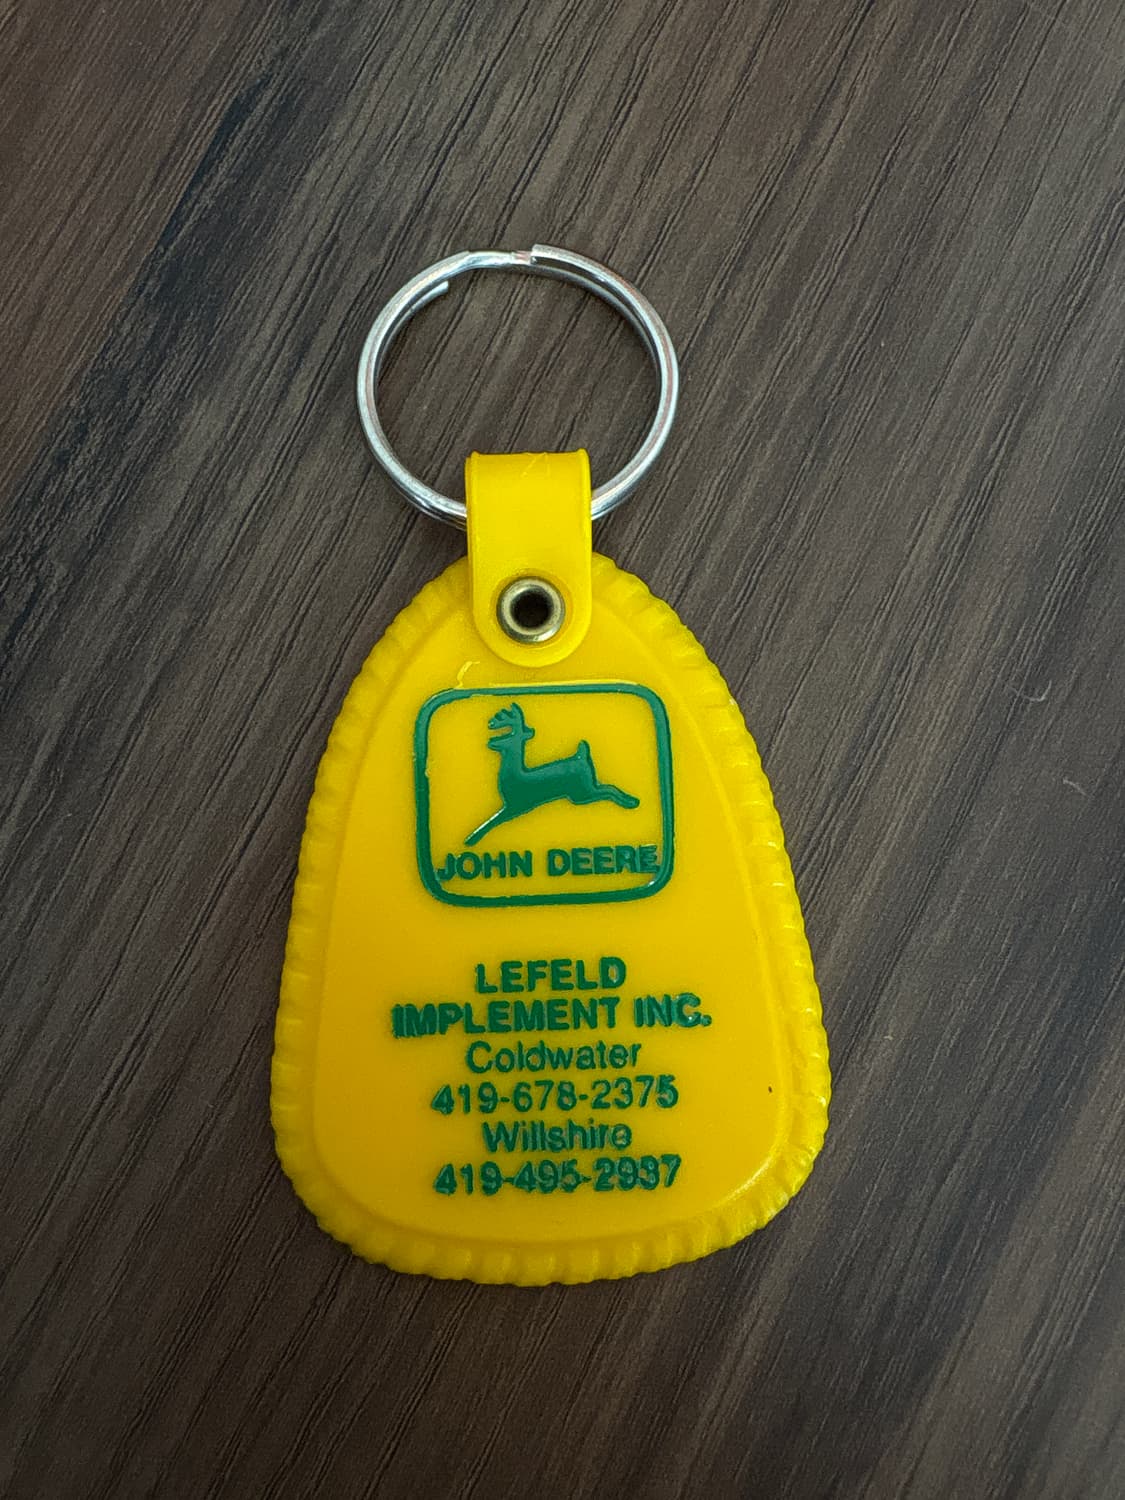 JOHN DEERE
LEFELD
IMPLEMENT INC.
Coldwater
419-678-2375
Willshire
419-495-2937